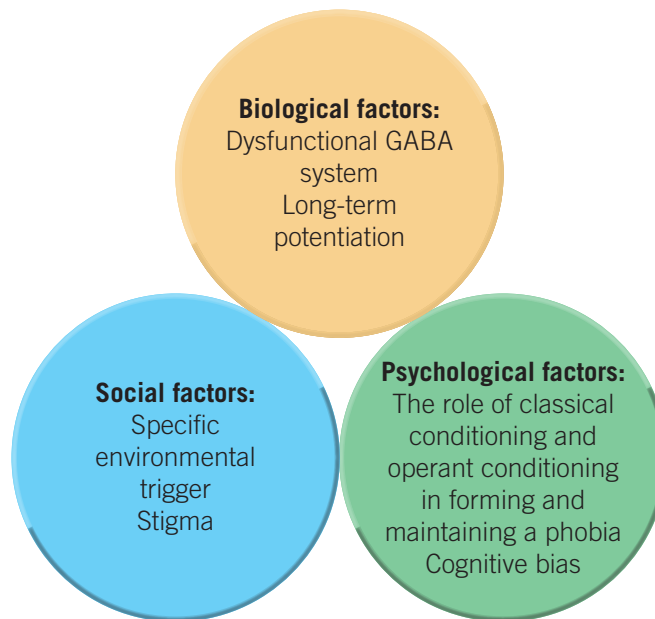 Biological factors:
Dysfunctional GABA
system
Long-term
potentiation
Social factors:
Specific
environmental
trigger
Stigma
Psychological factors:
The role of classical
conditioning and
operant conditioning
in forming and
maintaining a phobia
Cognitive bias